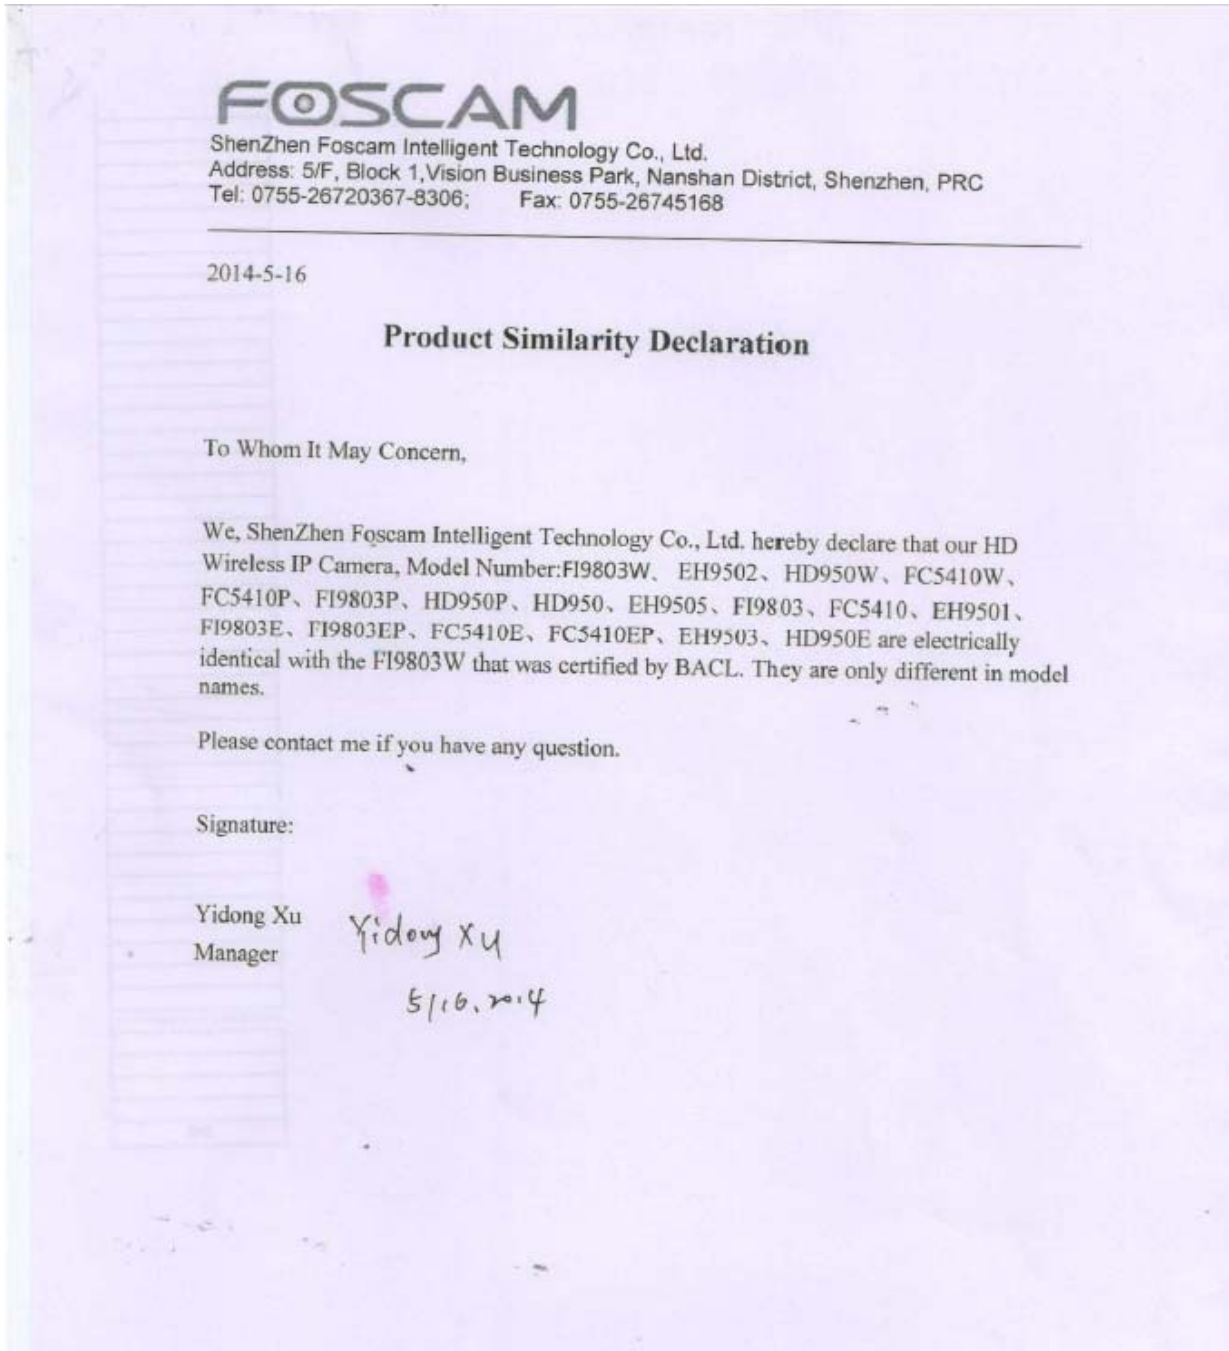 FOSCAM
ShenZhen Foscam Intelligent Technology Co., Ltd.
Address: 5/F, Block 1,Vision Business Park, Nanshan District, Shenzhen, PRC
Tel: 0755-26720367-8306; Fax: 0755-26745168
2014-5-16
Product Similarity Declaration
To Whom It May Concern,
We, ShenZhen Foscam Intelligent Technology Co., Ltd. hereby declare that our HD
Wireless IP Camera, Model Number:FI9803W、 EH9502、HD950W、FC5410W、
FC5410P、FI9803P、HD950P、HD950、EH9505、FI9803、FC5410、EH9501、
FI9803E、FI9803EP、FC5410E、FC5410EP、EH9503、HD950E are electrically
identical with the FI9803W that was certified by BACL. They are only different in model
names.
Please contact me if you have any question.
Signature:
Yidong Xu
Yidong Xu
Manager
5/16.2014